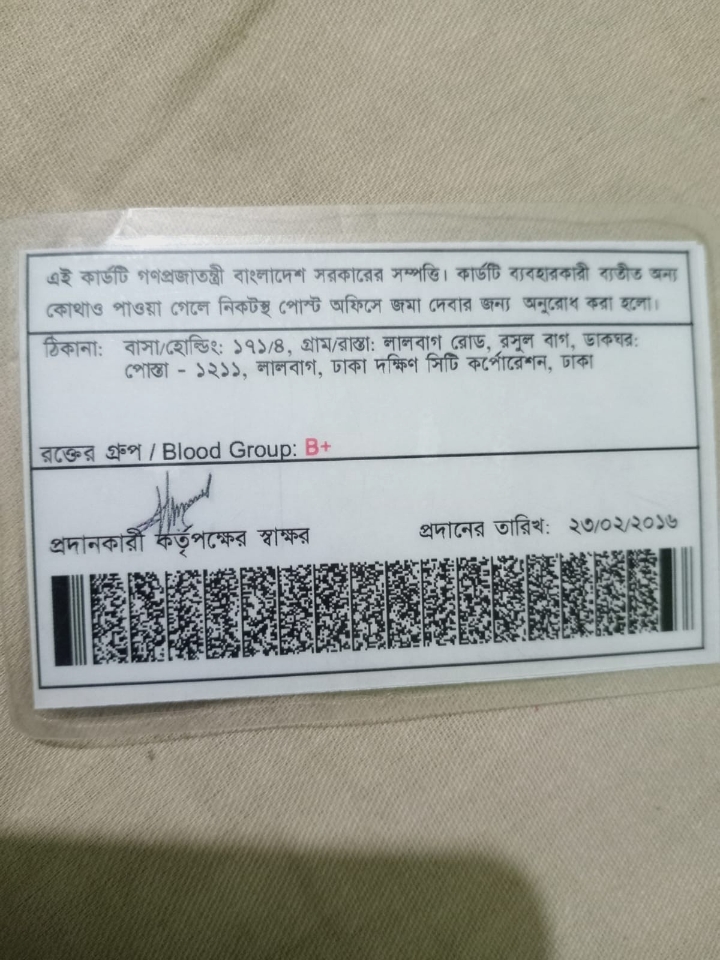 এই কার্ডটি গণপ্রজাতন্ত্রী বাংলাদেশ সরকারের সম্পত্তি। কার্ডটি ব্যবহারকারী ব্যতীত অন্য
কোথাও পাওয়া গেলে নিকটস্থ পোস্ট অফিসে জমা দেবার জন্য অনুরোধ করা হলো।
ঠিকানা: বাসা/হোল্ডিং: ১৭১/৪, গ্রাম/রাস্তা: লালবাগ রোড, রসুল বাগ, ডাকঘর:
পোস্তা - ১২১১, লালবাগ, ঢাকা দক্ষিণ সিটি কর্পোরেশন, ঢাকা
রক্তের গ্রুপ / Blood Group: B+
প্রদানকারী কর্তৃপক্ষের স্বাক্ষর প্রদানের তারিখ: ২৩/০২/২০১৬